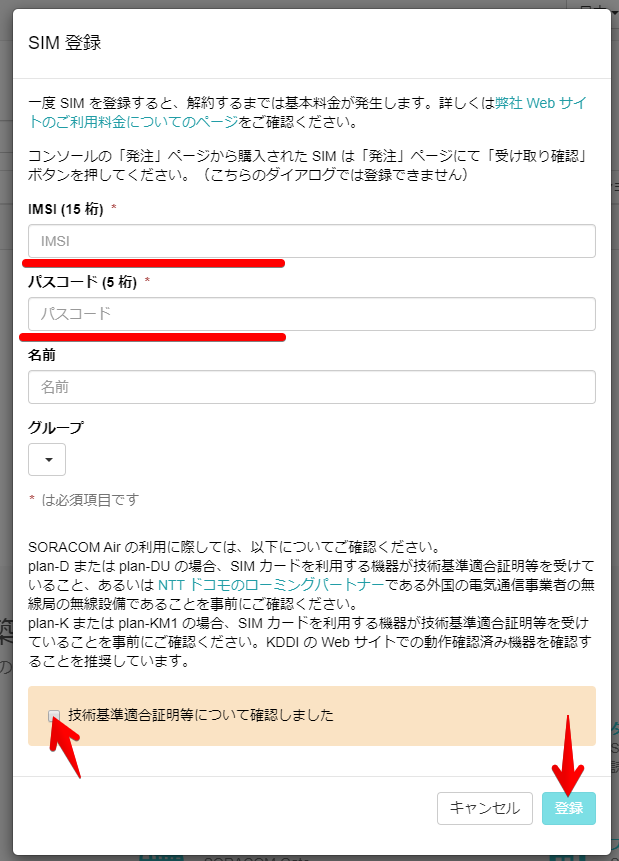 SIM 登録
一度 SIM を登録すると、解約するまでは基本料金が発生します。詳しくは弊社 Web サイ
トのご利用料金についてのページをご確認ください。
コンソールの「発注」ページから購入された SIM は「発注」ページにて「受け取り確認」
ボタンを押してください。（こちらのダイアログでは登録できません）
IMSI (15 桁) *
IMSI
パスコード (5 桁) *
パスコード
名前
名前
グループ
* は必須項目です
SORACOM Air の利用に際しては、以下についてご確認ください。
plan-D または plan-DU の場合、SIM カードを利用する機器が技術基準適合証明等を受けて
いること、あるいは NTT ドコモのローミングパートナーである外国の電気通信事業者の無
線局の無線設備であることを事前にご確認ください。
plan-K または plan-KM1 の場合、SIM カードを利用する機器が技術基準適合証明等を受け
ていることを事前にご確認ください。KDDI の Web サイトでの動作確認済み機器を確認す
ることを推奨しています。
技術基準適合証明等について確認しました
キャンセル 登録